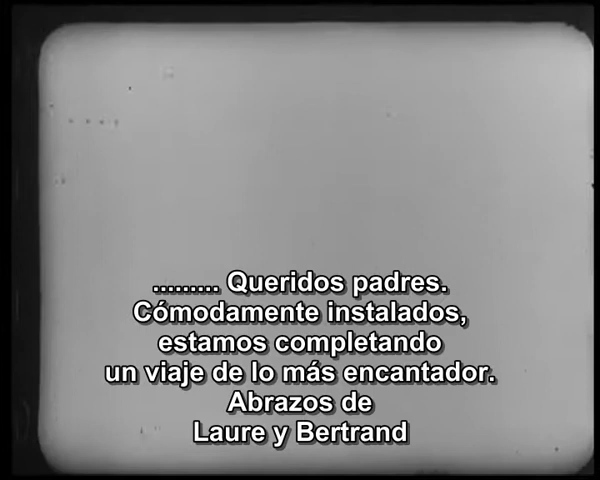 ......... Queridos padres.
Cómodamente instalados,
estamos completando
un viaje de lo más encantador.
Abrazos de
Laure y Bertrand